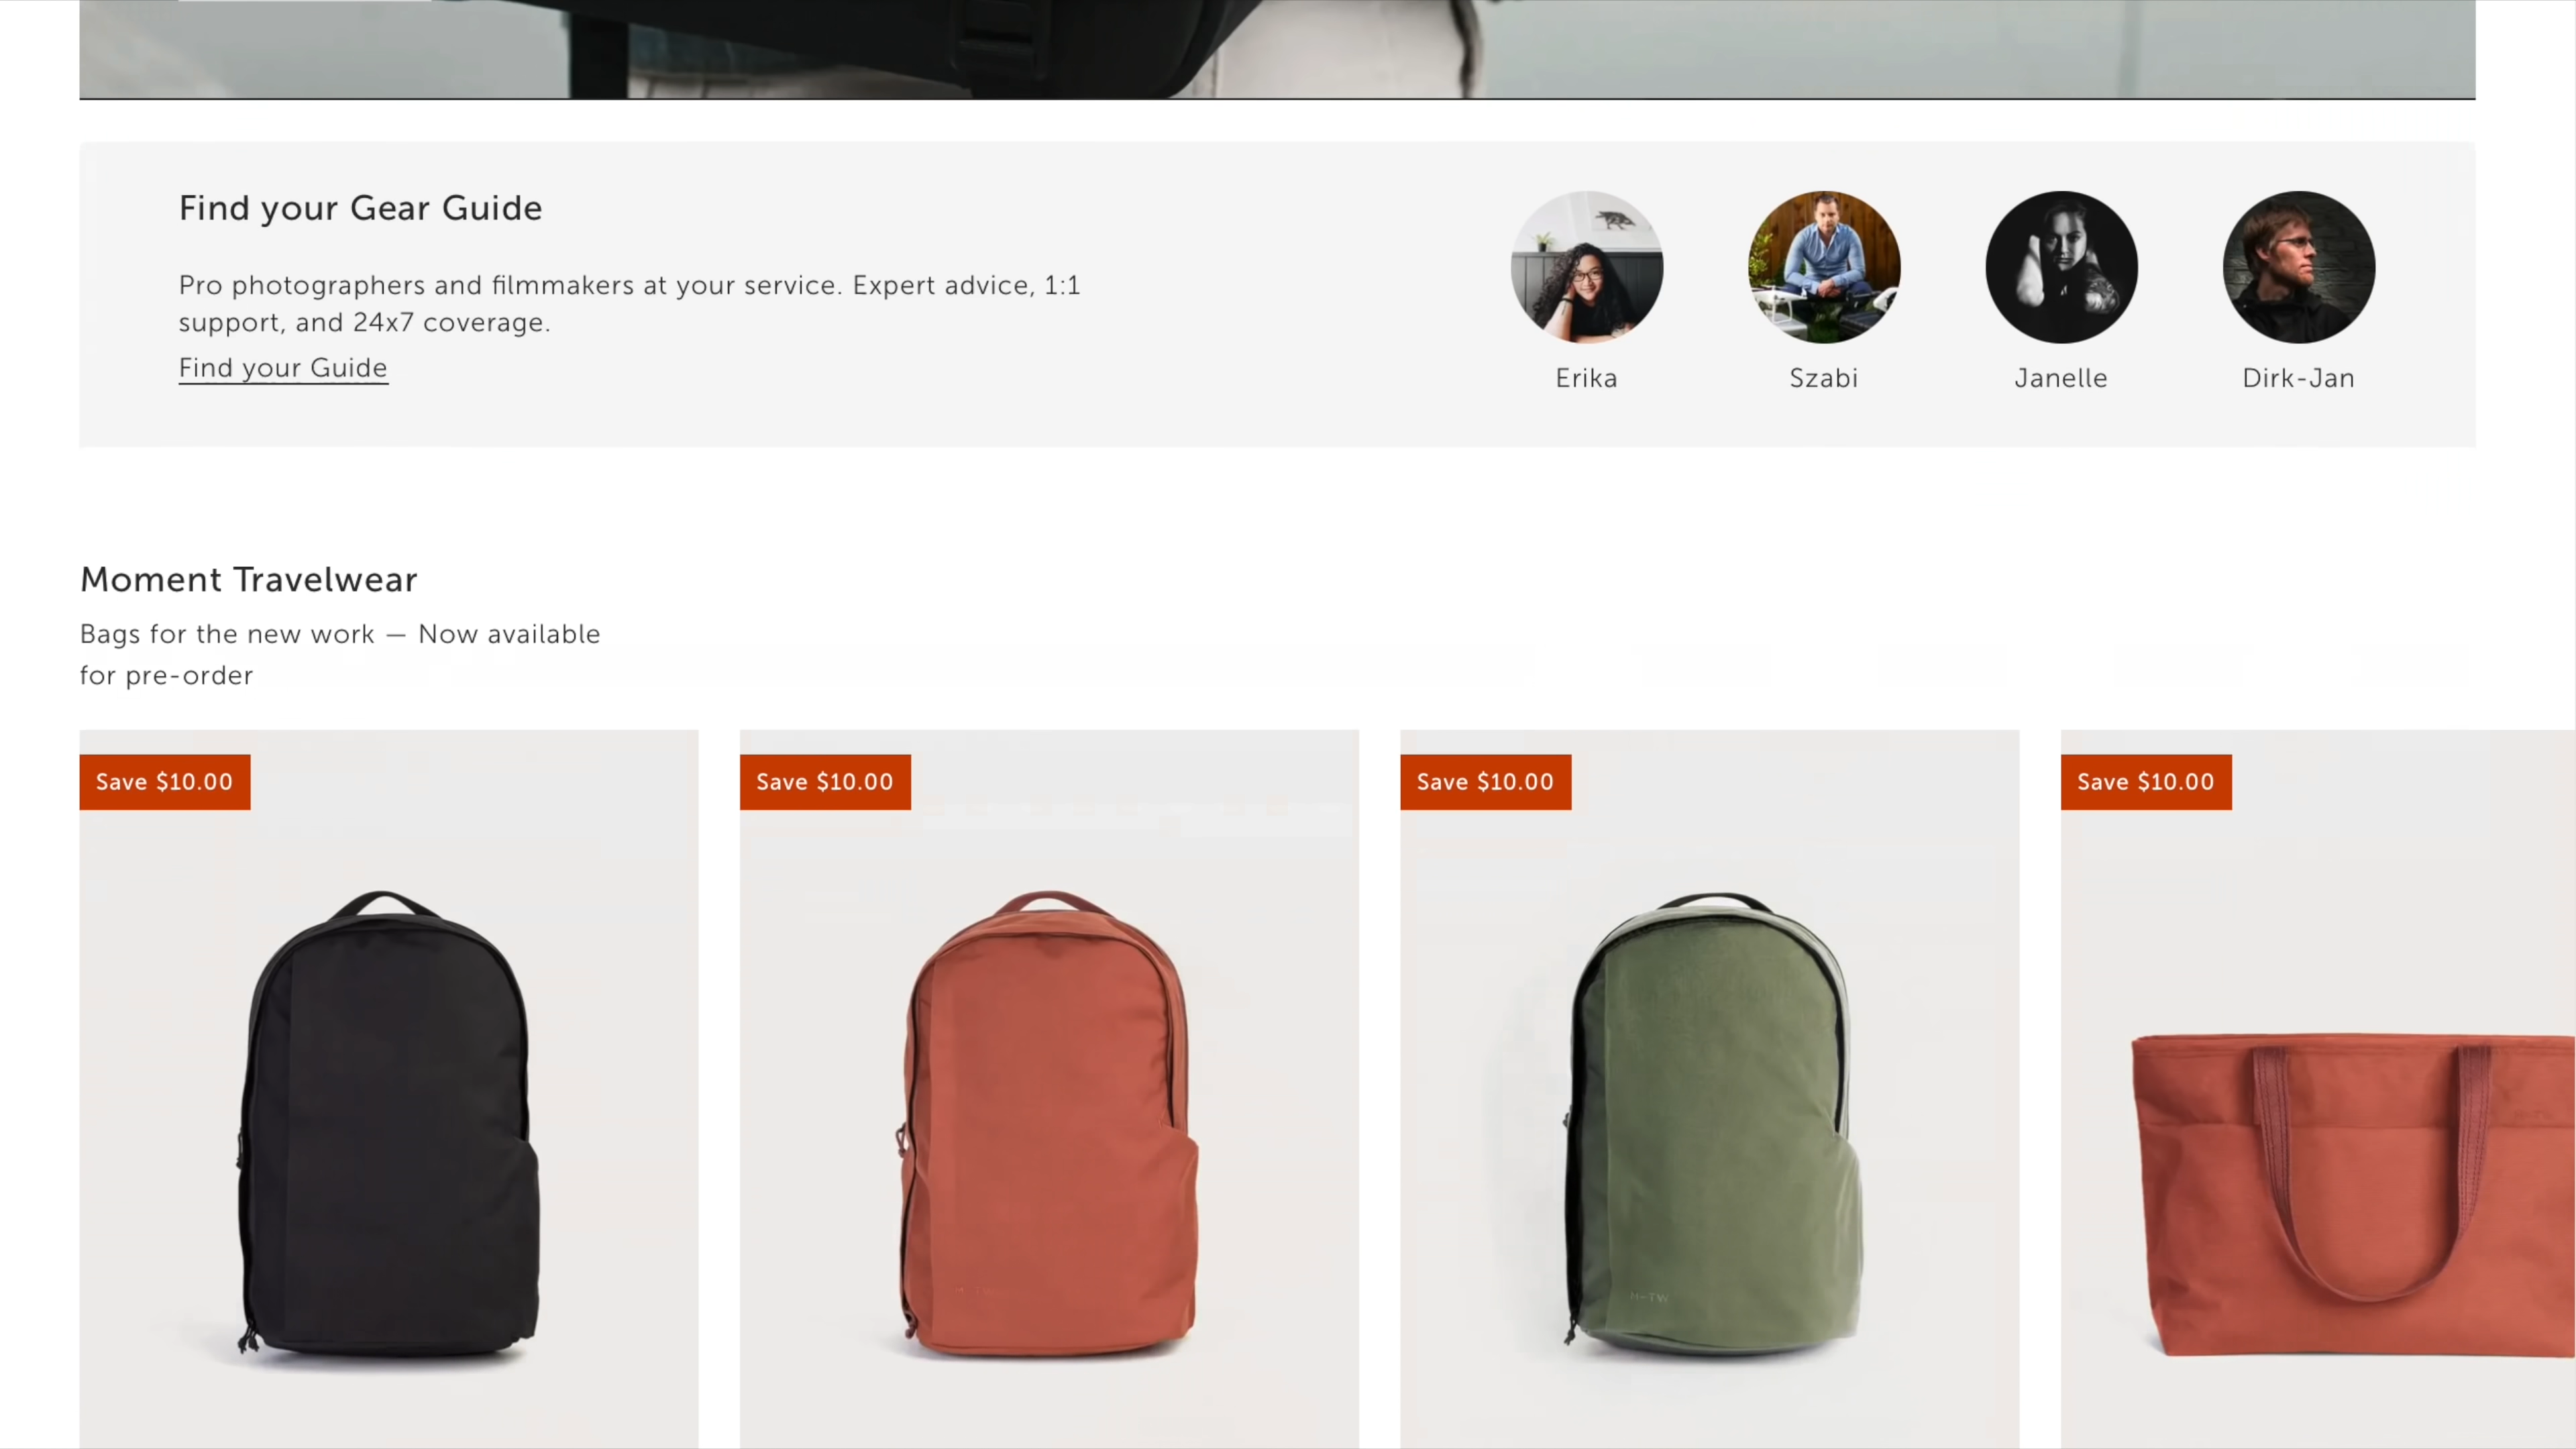 Find your Gear Guide
Pro photographers and filmmakers at your service. Expert advice, 1:1
support, and 24x7 coverage.
Find your Guide
Erika
Szabi
Janelle
Dirk-Jan
Moment Travelwear
Bags for the new work — Now available
for pre-order
Save $10.00
Save $10.00
Save $10.00
Save $10.00
M-TW